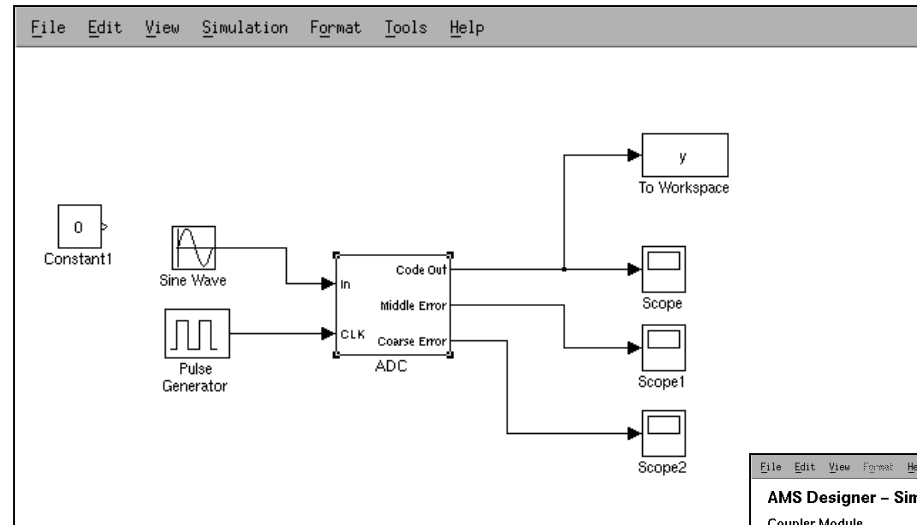 File Edit View Simulation Format Tools Help
y
To Workspace
0
Constant1
Sine Wave
In
Code Out
Middle Error
CLK
Coarse Error
ADC
Pulse
Generator
Scope
Scope1
Scope2
File Edit View Format He
AMS Designer – Sim
Coupler Module